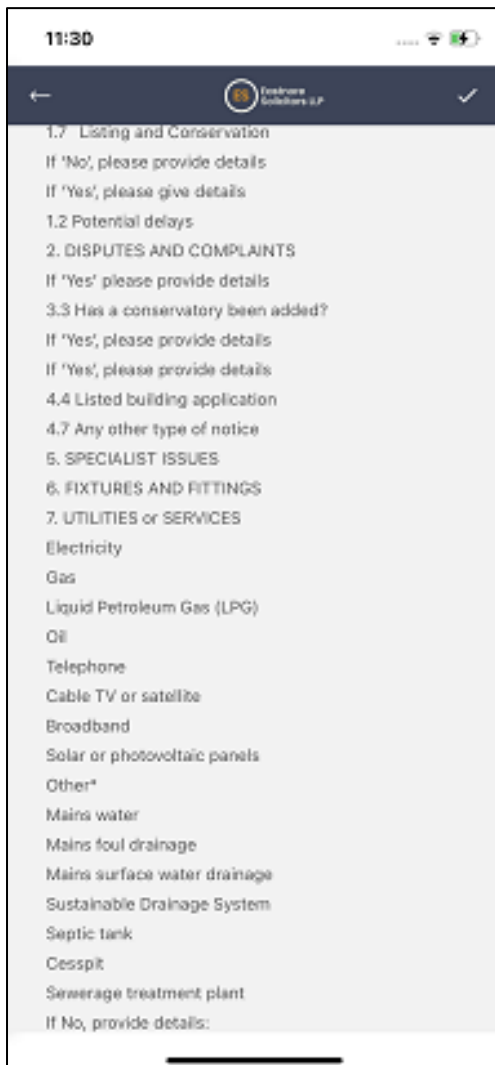 11:30
ES
Eastmore
Solicitors LLP
1.7 Listing and Conservation
If 'No', please provide details
If 'Yes', please give details
1.2 Potential delays
2. DISPUTES AND COMPLAINTS
If 'Yes' please provide details
3.3 Has a conservatory been added?
If 'Yes', please provide details
If 'Yes', please provide details
4.4 Listed building application
4.7 Any other type of notice
5. SPECIALIST ISSUES
6. FIXTURES AND FITTINGS
7. UTILITIES or SERVICES
Electricity
Gas
Liquid Petroleum Gas (LPG)
Oil
Telephone
Cable TV or satellite
Broadband
Solar or photovoltaic panels
Other*
Mains water
Mains foul drainage
Mains surface water drainage
Sustainable Drainage System
Septic tank
Cesspit
Sewerage treatment plant
If No, provide details: